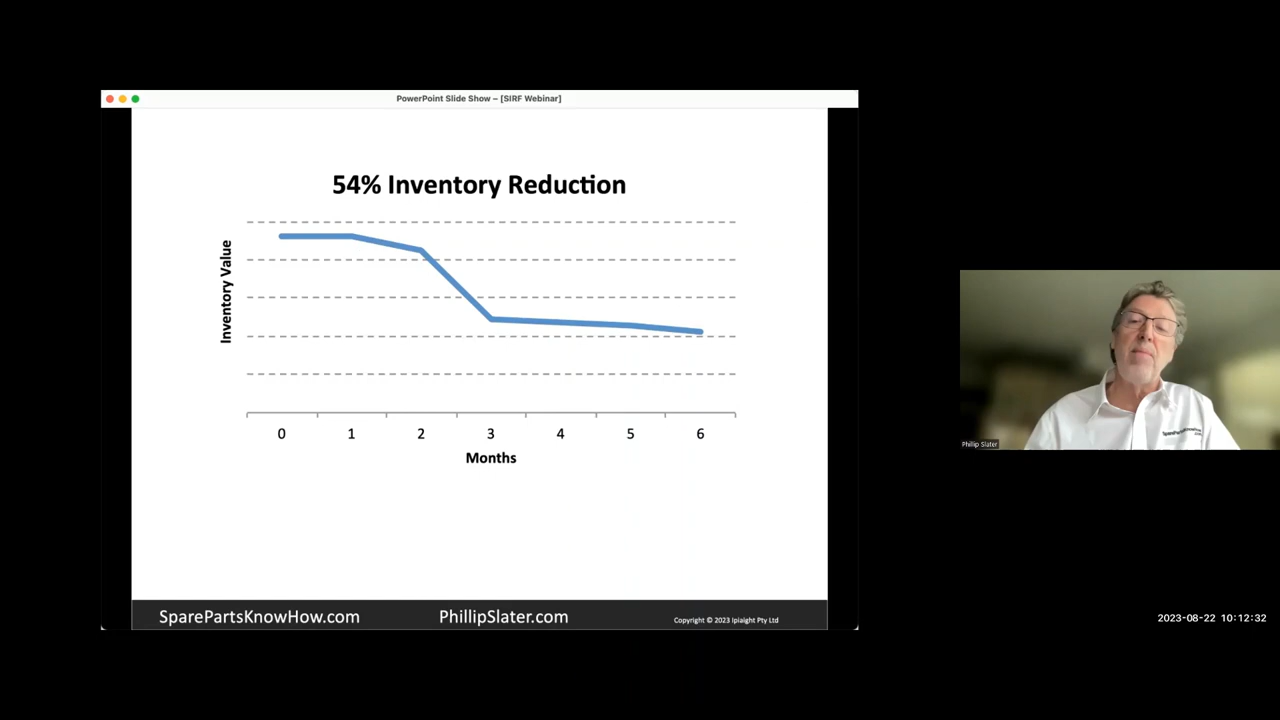 PowerPoint Slide Show – [SIRF Webinar]
54% Inventory Reduction
Inventory Value
0 1 2 3 4 5 6
Months
SparePartsKnowHow.com PhillipSlater.com Copyright © 2023 Initiaight Pty Ltd
Phillip Slater
2023-08-22 10:12:32